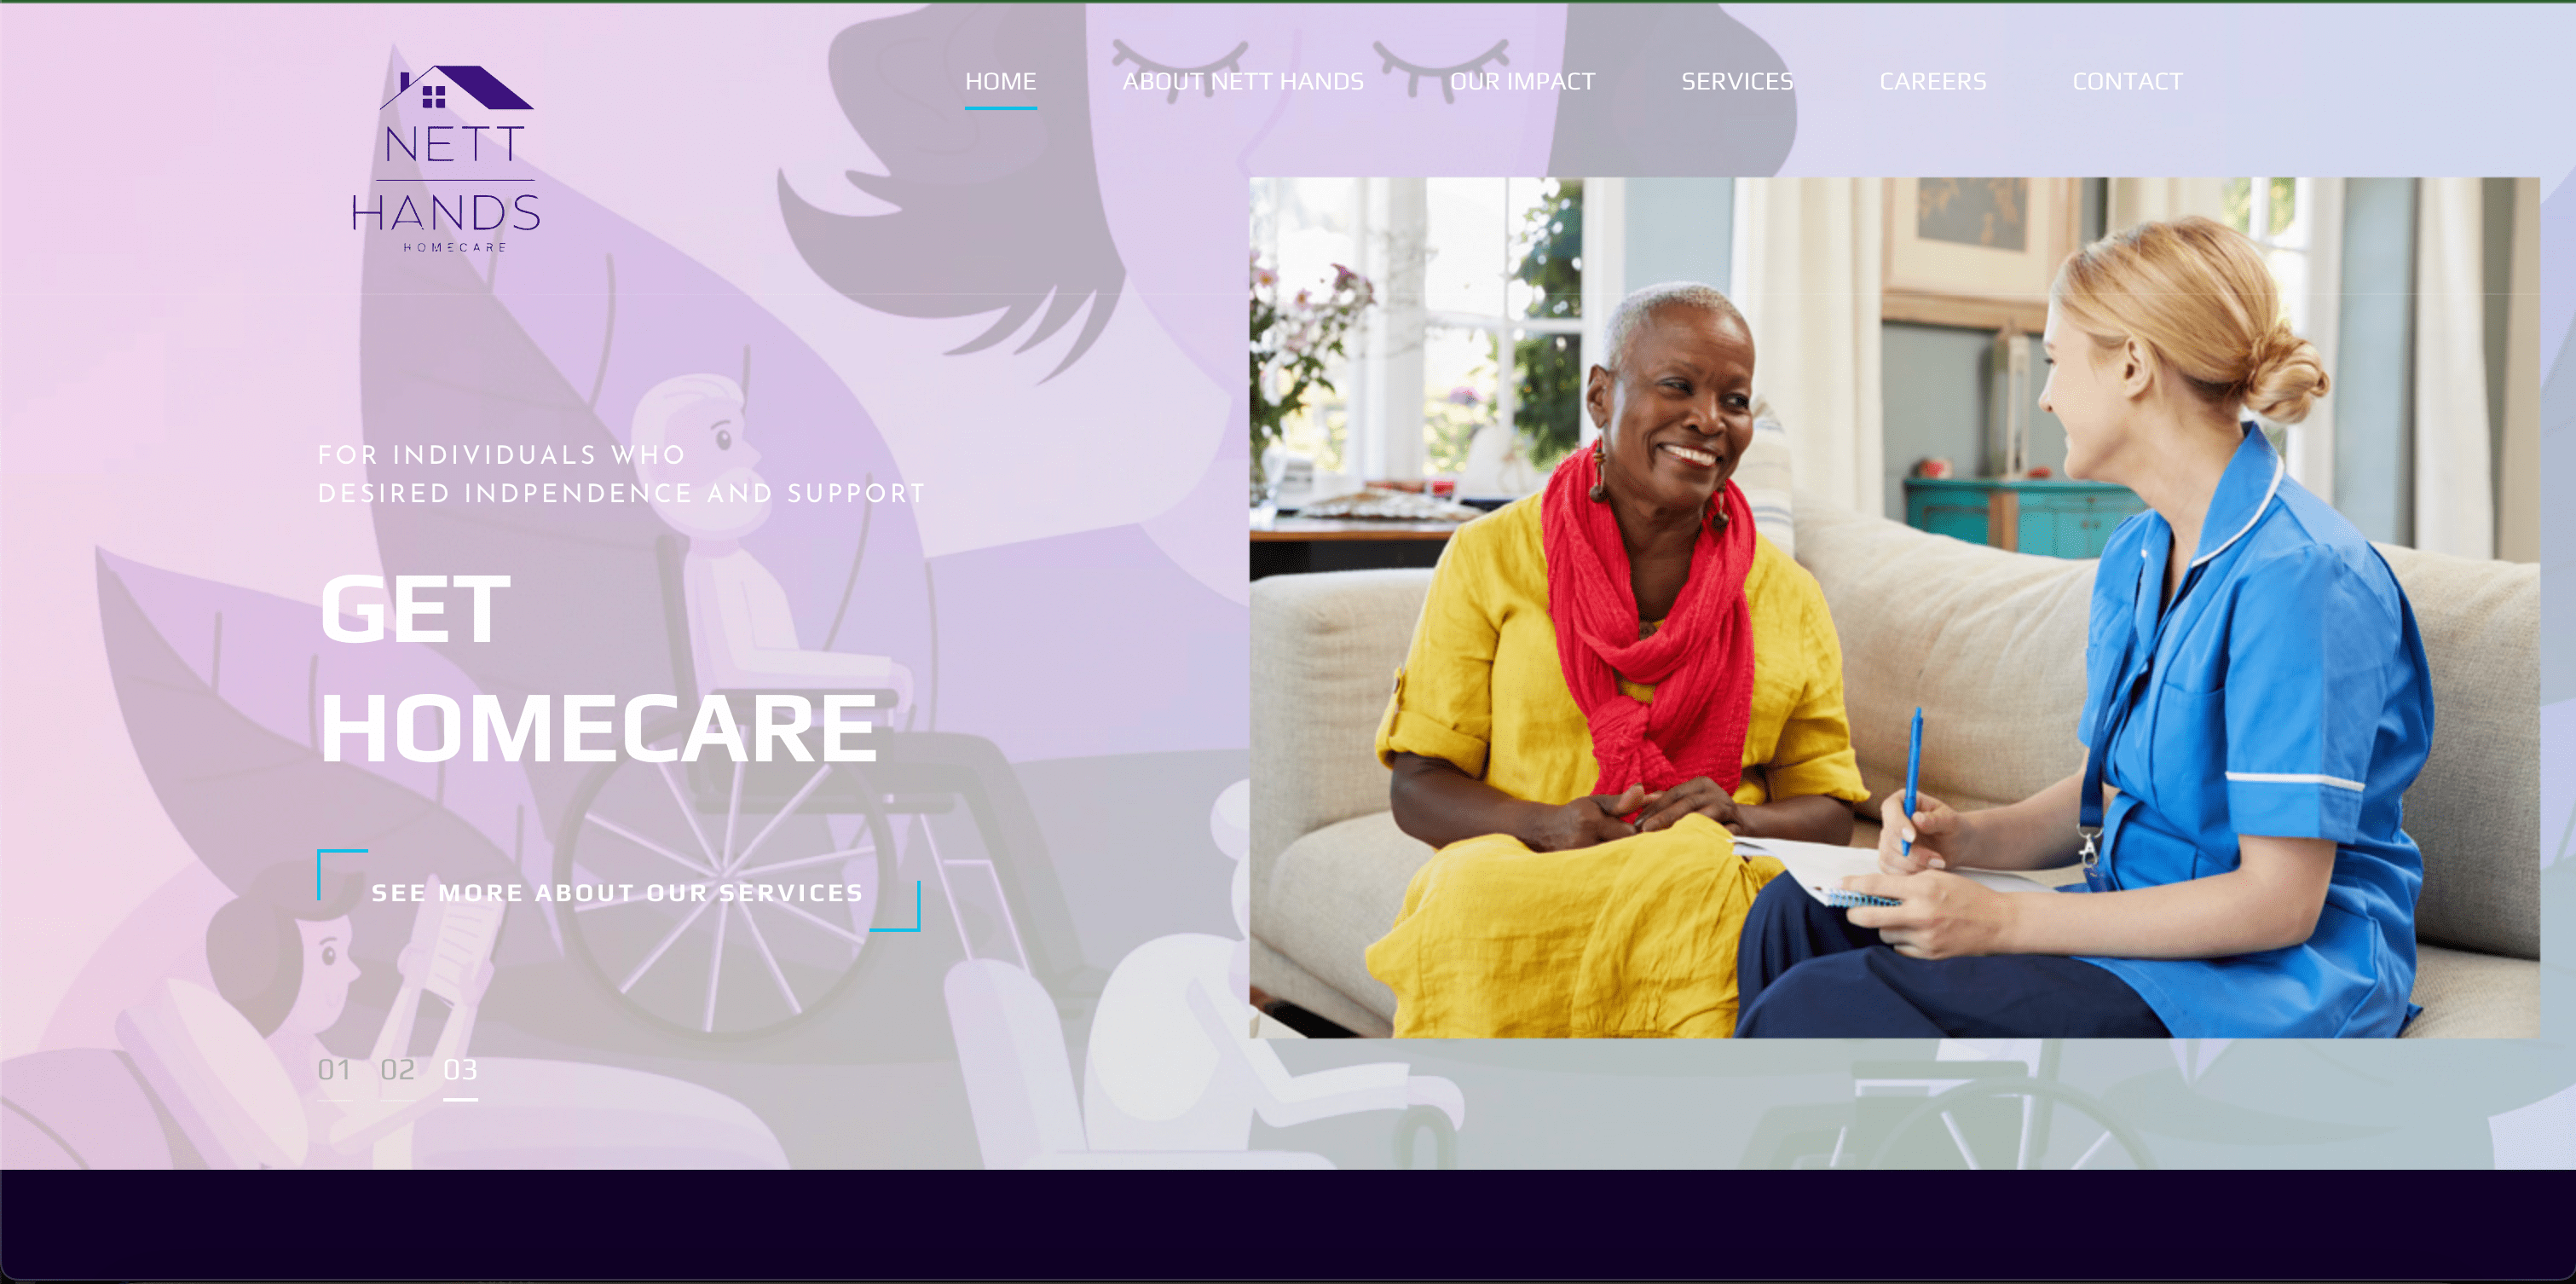 NETT
HANDS
HOMECARE
HOME
ABOUT NETT HANDS
OUR IMPACT
SERVICES
CAREERS
CONTACT
FOR INDIVIDUALS WHO
DESIRED INDPENDENCE AND SUPPORT
GET
HOMECARE
SEE MORE ABOUT OUR SERVICES
01 02 03